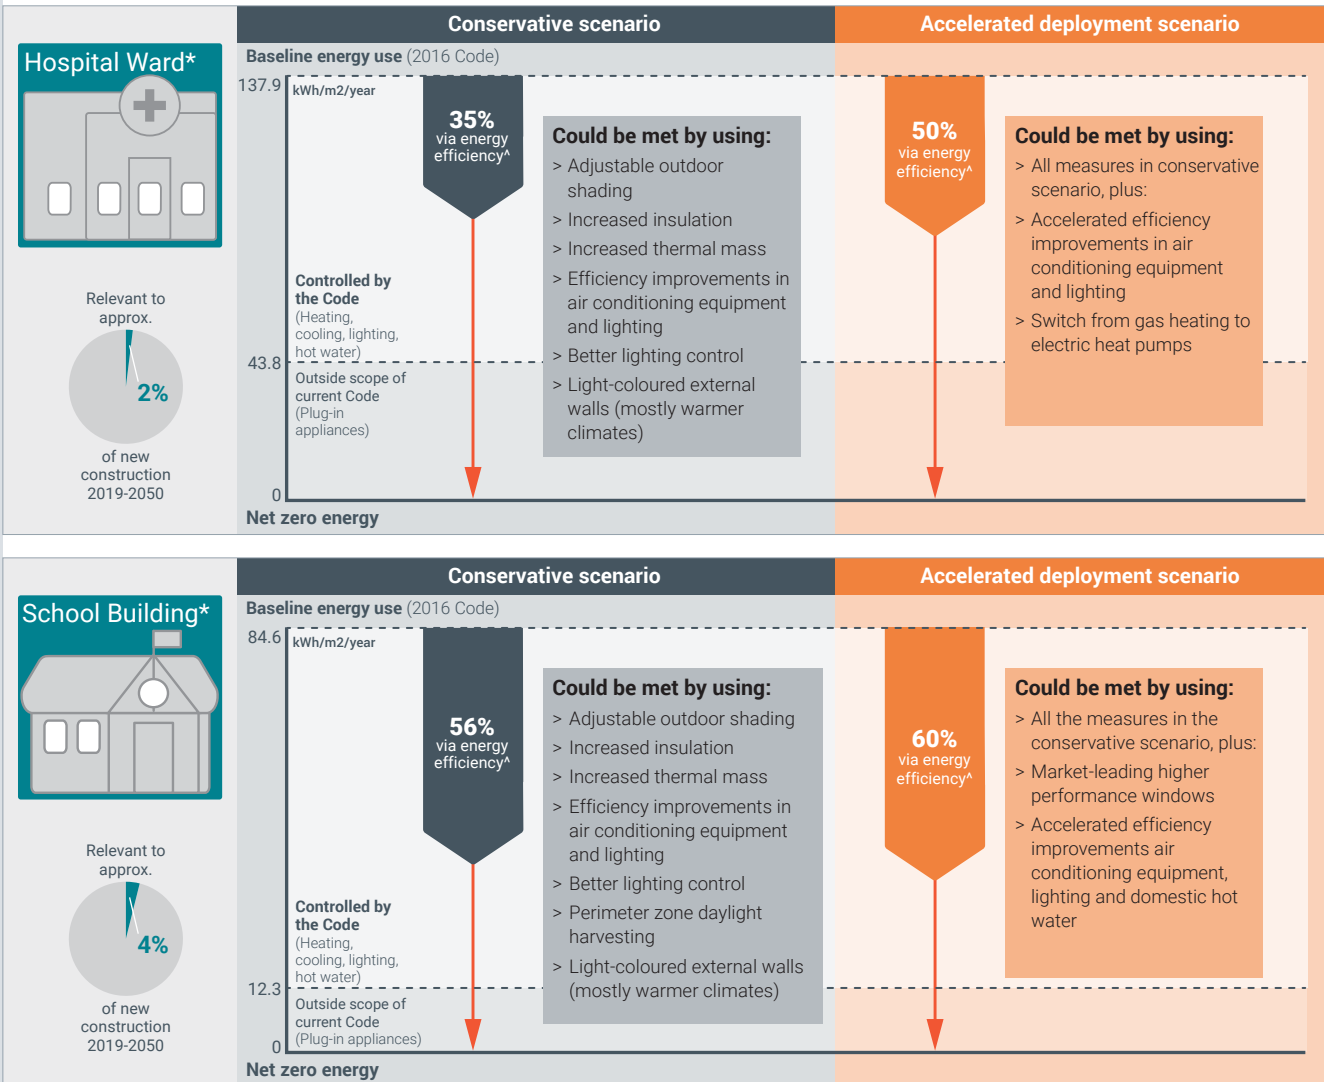 Conservative scenario
Accelerated deployment scenario
Hospital Ward*
Baseline energy use (2016 Code)
137.9
kWh/m2/year
35%
via energy
efficiency^
Could be met by using:
> Adjustable outdoor
shading
> Increased insulation
> Increased thermal mass
> Efficiency improvements in
air conditioning equipment
and lighting
> Better lighting control
> Light-coloured external
walls (mostly warmer
climates)
50%
via energy
efficiency^
Could be met by using:
> All measures in conservative
scenario, plus:
> Accelerated efficiency
improvements in air
conditioning equipment
and lighting
> Switch from gas heating to
electric heat pumps
Controlled by
the Code
(Heating,
cooling, lighting,
hot water)
43.8
Outside scope of
current Code
(Plug-in
appliances)
0
Net zero energy
Relevant to
approx.
2%
of new
construction
2019-2050
Conservative scenario
Accelerated deployment scenario
School Building*
Baseline energy use (2016 Code)
84.6
kWh/m2/year
56%
via energy
efficiency^
Could be met by using:
> Adjustable outdoor shading
> Increased insulation
> Increased thermal mass
> Efficiency improvements in
air conditioning equipment
and lighting
> Better lighting control
> Perimeter zone daylight
harvesting
> Light-coloured external walls
(mostly warmer climates)
60%
via energy
efficiency^
Could be met by using:
> All the measures in the
conservative scenario, plus:
> Market-leading higher
performance windows
> Accelerated efficiency
improvements air
conditioning equipment,
lighting and domestic hot
water
Controlled by
the Code
(Heating,
cooling, lighting,
hot water)
12.3
Outside scope of
current Code
(Plug-in appliances)
0
Net zero energy
Relevant to
approx.
4%
of new
construction
2019-2050